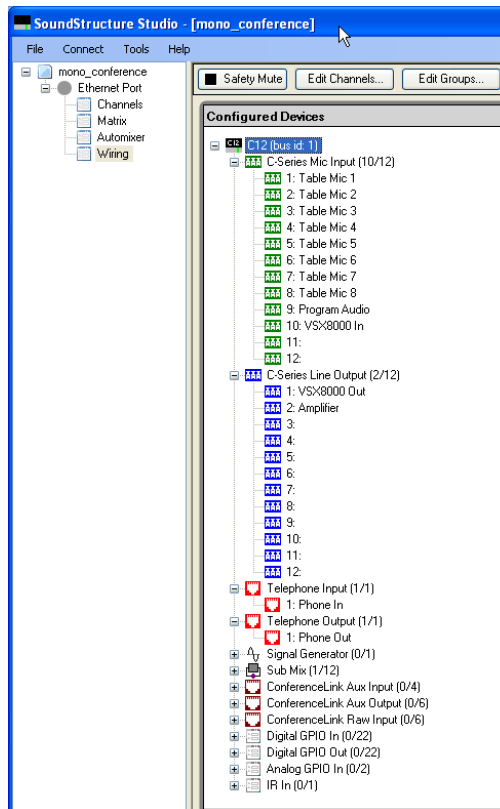 SoundStructure Studio - [mono_conference]
File Connect Tools Help
mono_conference
Ethernet Port
Channels
Matrix
Automixer
Wiring
Safety Mute Edit Channels... Edit Groups...
Configured Devices
C12 C12 (bus id: 1)
C-Series Mic Input (10/12)
1: Table Mic 1
2: Table Mic 2
3: Table Mic 3
4: Table Mic 4
5: Table Mic 5
6: Table Mic 6
7: Table Mic 7
8: Table Mic 8
9: Program Audio
10: VSX8000 In
11:
12:
C-Series Line Output (2/12)
1: VSX8000 Out
2: Amplifier
3:
4:
5:
6:
7:
8:
9:
10:
11:
12:
Telephone Input (1/1)
1: Phone In
Telephone Output (1/1)
1: Phone Out
Signal Generator (0/1)
Sub Mix (1/12)
ConferenceLink Aux Input (0/4)
ConferenceLink Aux Output (0/6)
ConferenceLink Raw Input (0/6)
Digital GPIO In (0/22)
Digital GPIO Out (0/22)
Analog GPIO In (0/2)
IR In (0/1)